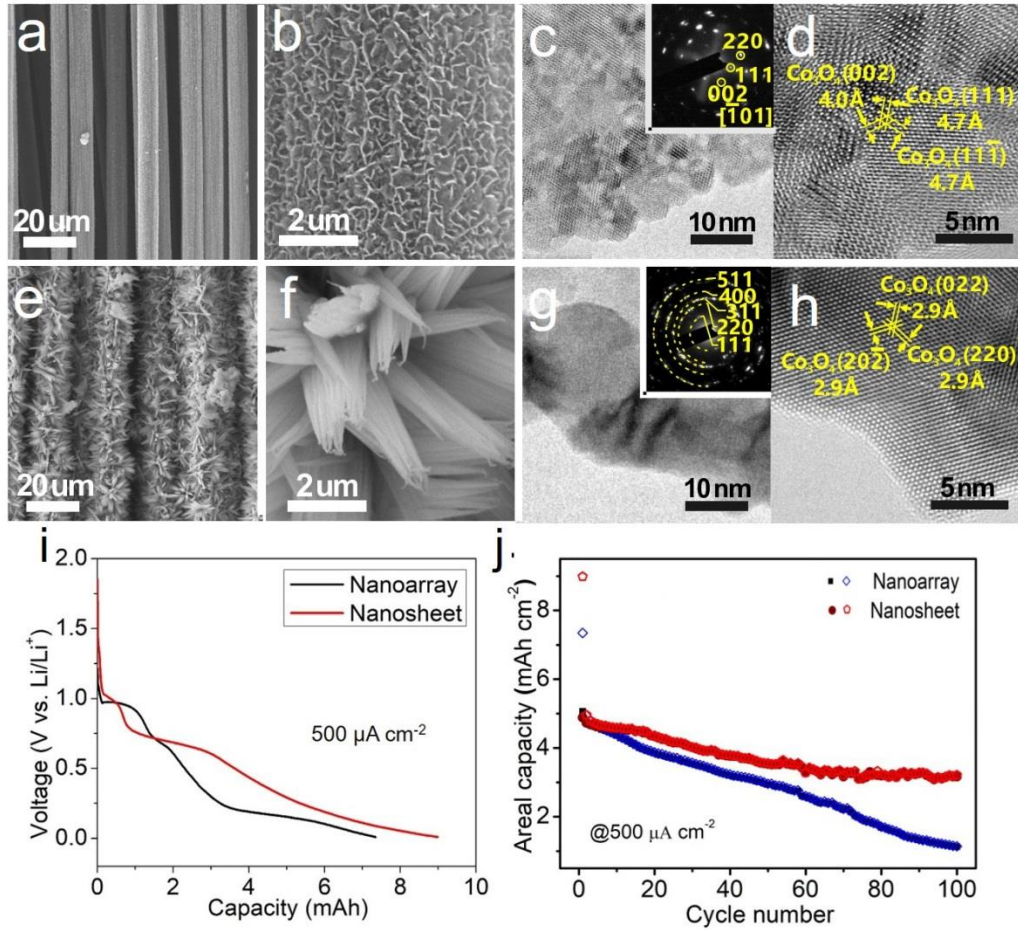 a
20 um
b
2 um
c
220
111
002
[101]
10 nm
d
Co₃O₄(002)
4.0Å
Co₃O₄(111)
4.7Å
Co₃O₄(111̅)
4.7Å
5nm
e
20 um
f
2 um
g
511
400
311
220
111
10 nm
h
Co₃O₄(022)
2.9Å
Co₃O₄(202̅)
2.9Å
Co₃O₄(220)
2.9Å
5nm
i
2.0
1.5
1.0
0.5
0.0
Voltage (V vs. Li/Li⁺)
Nanoarray
Nanosheet
500 µA cm⁻²
0 2 4 6 8 10
Capacity (mAh)
j
8
6
4
2
Areal capacity (mAh cm⁻²)
Nanoarray
Nanosheet
@500 µA cm⁻²
0 20 40 60 80 100
Cycle number